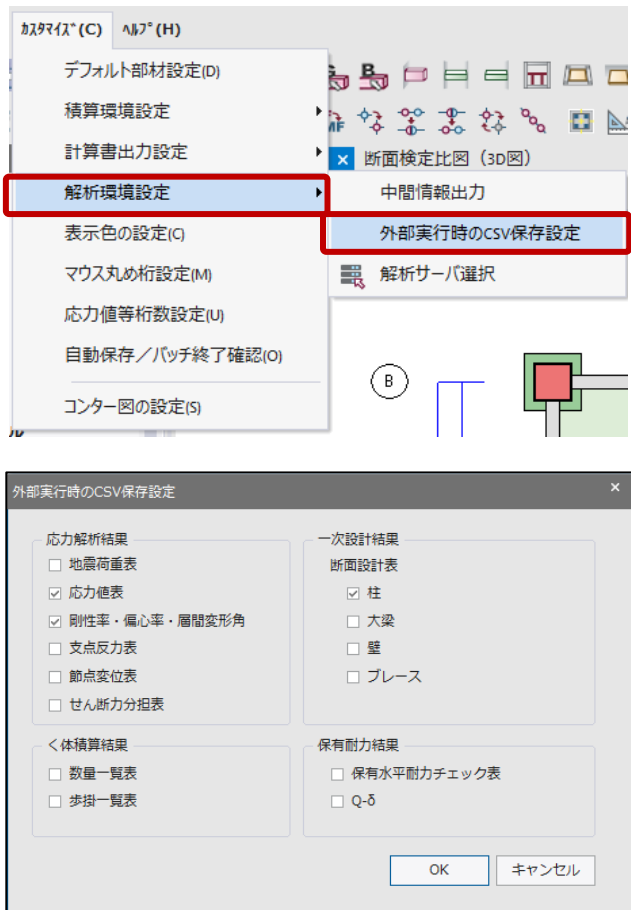 ｶｽﾀﾏｲｽﾞ(C) ﾍﾙﾌﾟ(H)
デフォルト部材設定(D)
積算環境設定
計算書出力設定
断面検定比図（3D図）
解析環境設定
中間情報出力
表示色の設定(C)
外部実行時のCSV保存設定
マウス丸め桁設定(M)
解析サーバ選択
応力値等桁数設定(U)
自動保存／バッチ終了確認(O)
B
コンター図の設定(S)
外部実行時のCSV保存設定
応力解析結果
地震荷重表
応力値表
剛性率・偏心率・層間変形角
支点反力表
節点変位表
せん断力分担表
一次設計結果
断面設計表
柱
大梁
壁
ブレース
く体積算結果
数量一覧表
歩掛一覧表
保有耐力結果
保有水平耐力チェック表
Q-δ
OK キャンセル